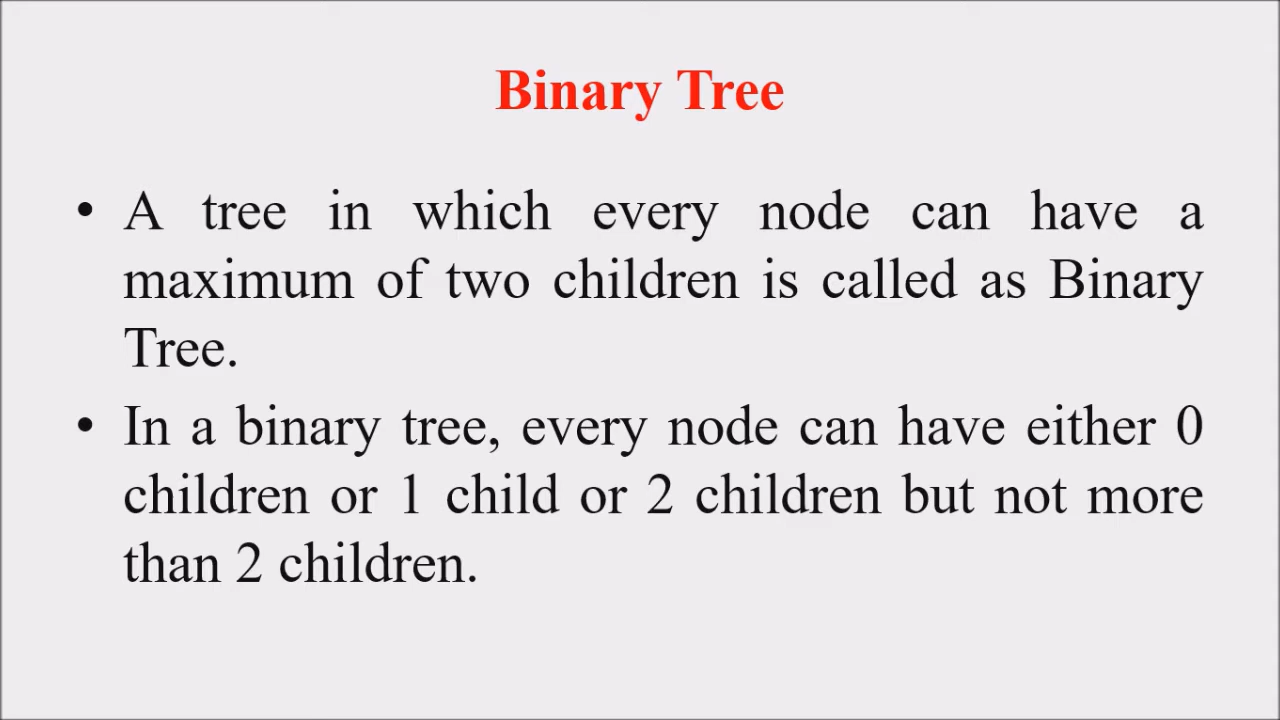 Binary Tree
• A tree in which every node can have a
maximum of two children is called as Binary
Tree.
• In a binary tree, every node can have either 0
children or 1 child or 2 children but not more
than 2 children.